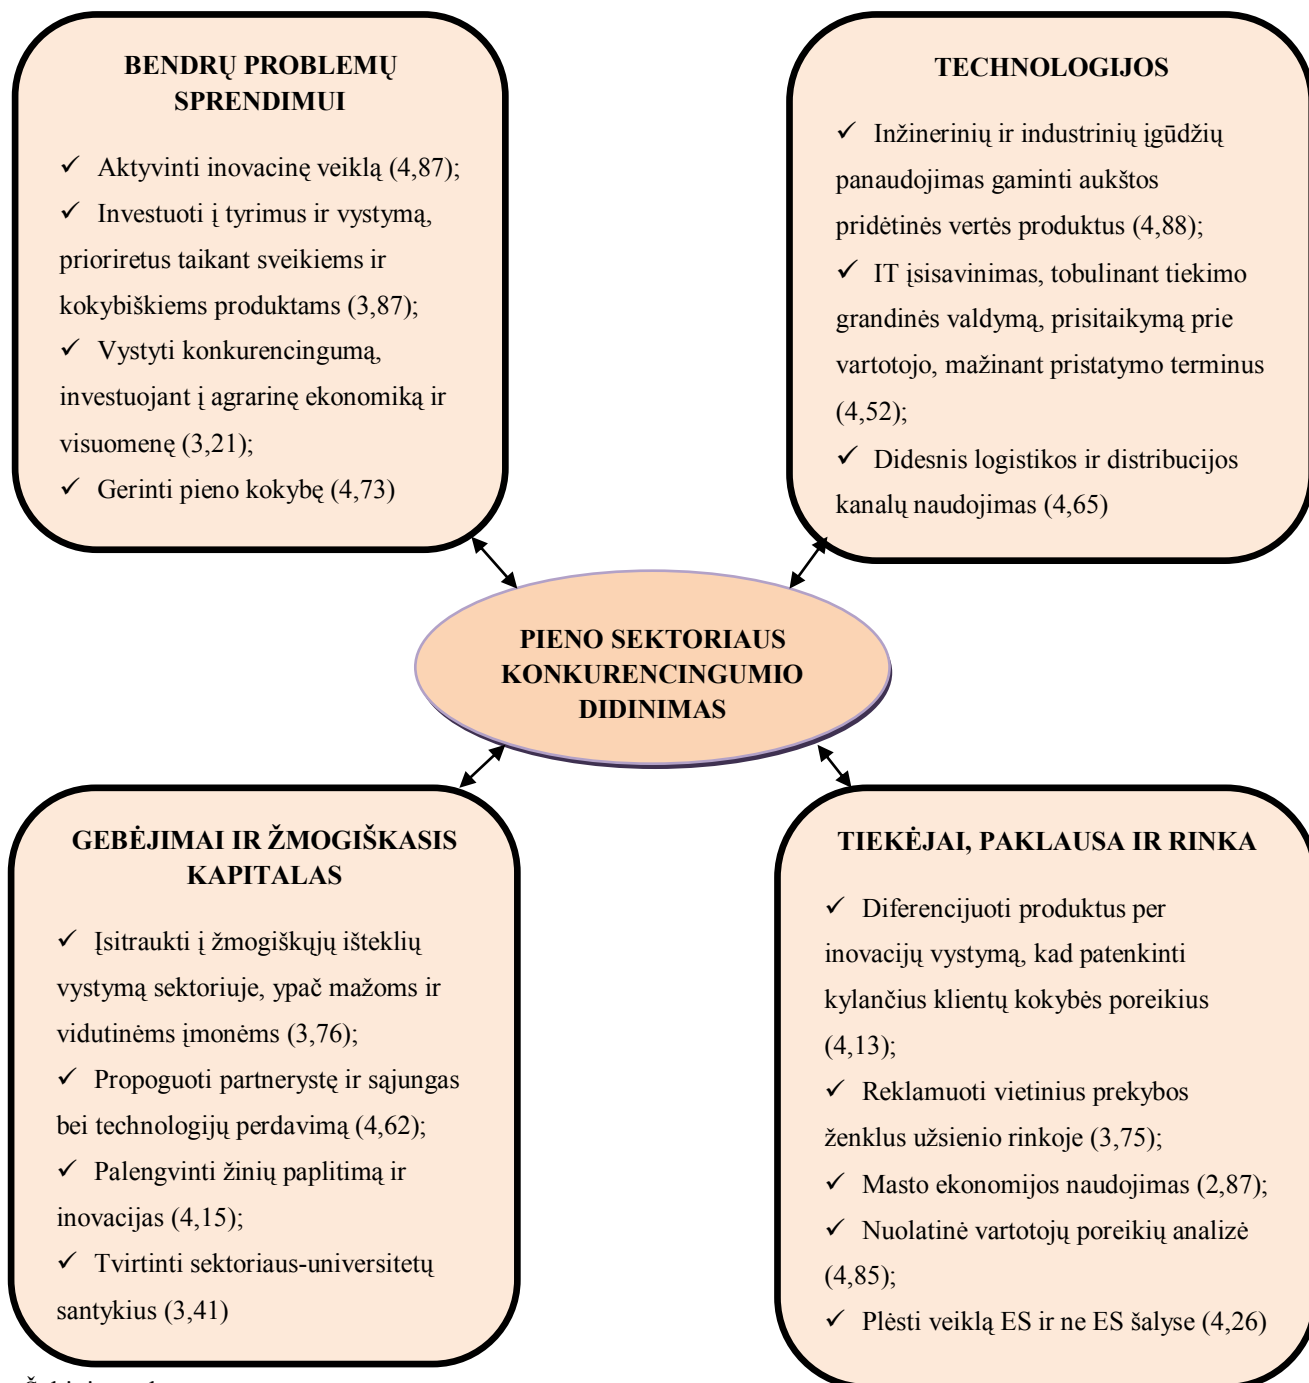 BENDRŲ PROBLEMŲ
SPRENDIMUI
✓ Aktyvinti inovacinę veiklą (4,87);
✓ Investuoti į tyrimus ir vystymą,
prioriretus taikant sveikiems ir
kokybiškiems produktams (3,87);
✓ Vystyti konkurencingumą,
investuojant į agrarinę ekonomiką ir
visuomenę (3,21);
✓ Gerinti pieno kokybę (4,73)
TECHNOLOGIJOS
✓ Inžinerinių ir industrinių įgūdžių
panaudojimas gaminti aukštos
pridėtinės vertės produktus (4,88);
✓ IT įsisavinimas, tobulinant tiekimo
grandinės valdymą, prisitaikymą prie
vartotojo, mažinant pristatymo terminus
(4,52);
✓ Didesnis logistikos ir distribucijos
kanalų naudojimas (4,65)
PIENO SEKTORIAUS
KONKURENCINGUMIO
DIDINIMAS
GEBĖJIMAI IR ŽMOGIŠKASIS
KAPITALAS
✓ Įsitraukti į žmogiškųjų išteklių
vystymą sektoriuje, ypač mažoms ir
vidutinėms įmonėms (3,76);
✓ Propoguoti partnerystę ir sąjungas
bei technologijų perdavimą (4,62);
✓ Palengvinti žinių paplitimą ir
inovacijas (4,15);
✓ Tvirtinti sektoriaus-universitetų
santykius (3,41)
TIEKĖJAI, PAKLAUSA IR RINKA
✓ Diferencijuoti produktus per
inovacijų vystymą, kad patenkinti
kylančius klientų kokybės poreikius
(4,13);
✓ Reklamuoti vietinius prekybos
ženklus užsienio rinkoje (3,75);
✓ Masto ekonomijos naudojimas (2,87);
✓ Nuolatinė vartotojų poreikių analizė
(4,85);
✓ Plėsti veiklą ES ir ne ES šalyse (4,26)